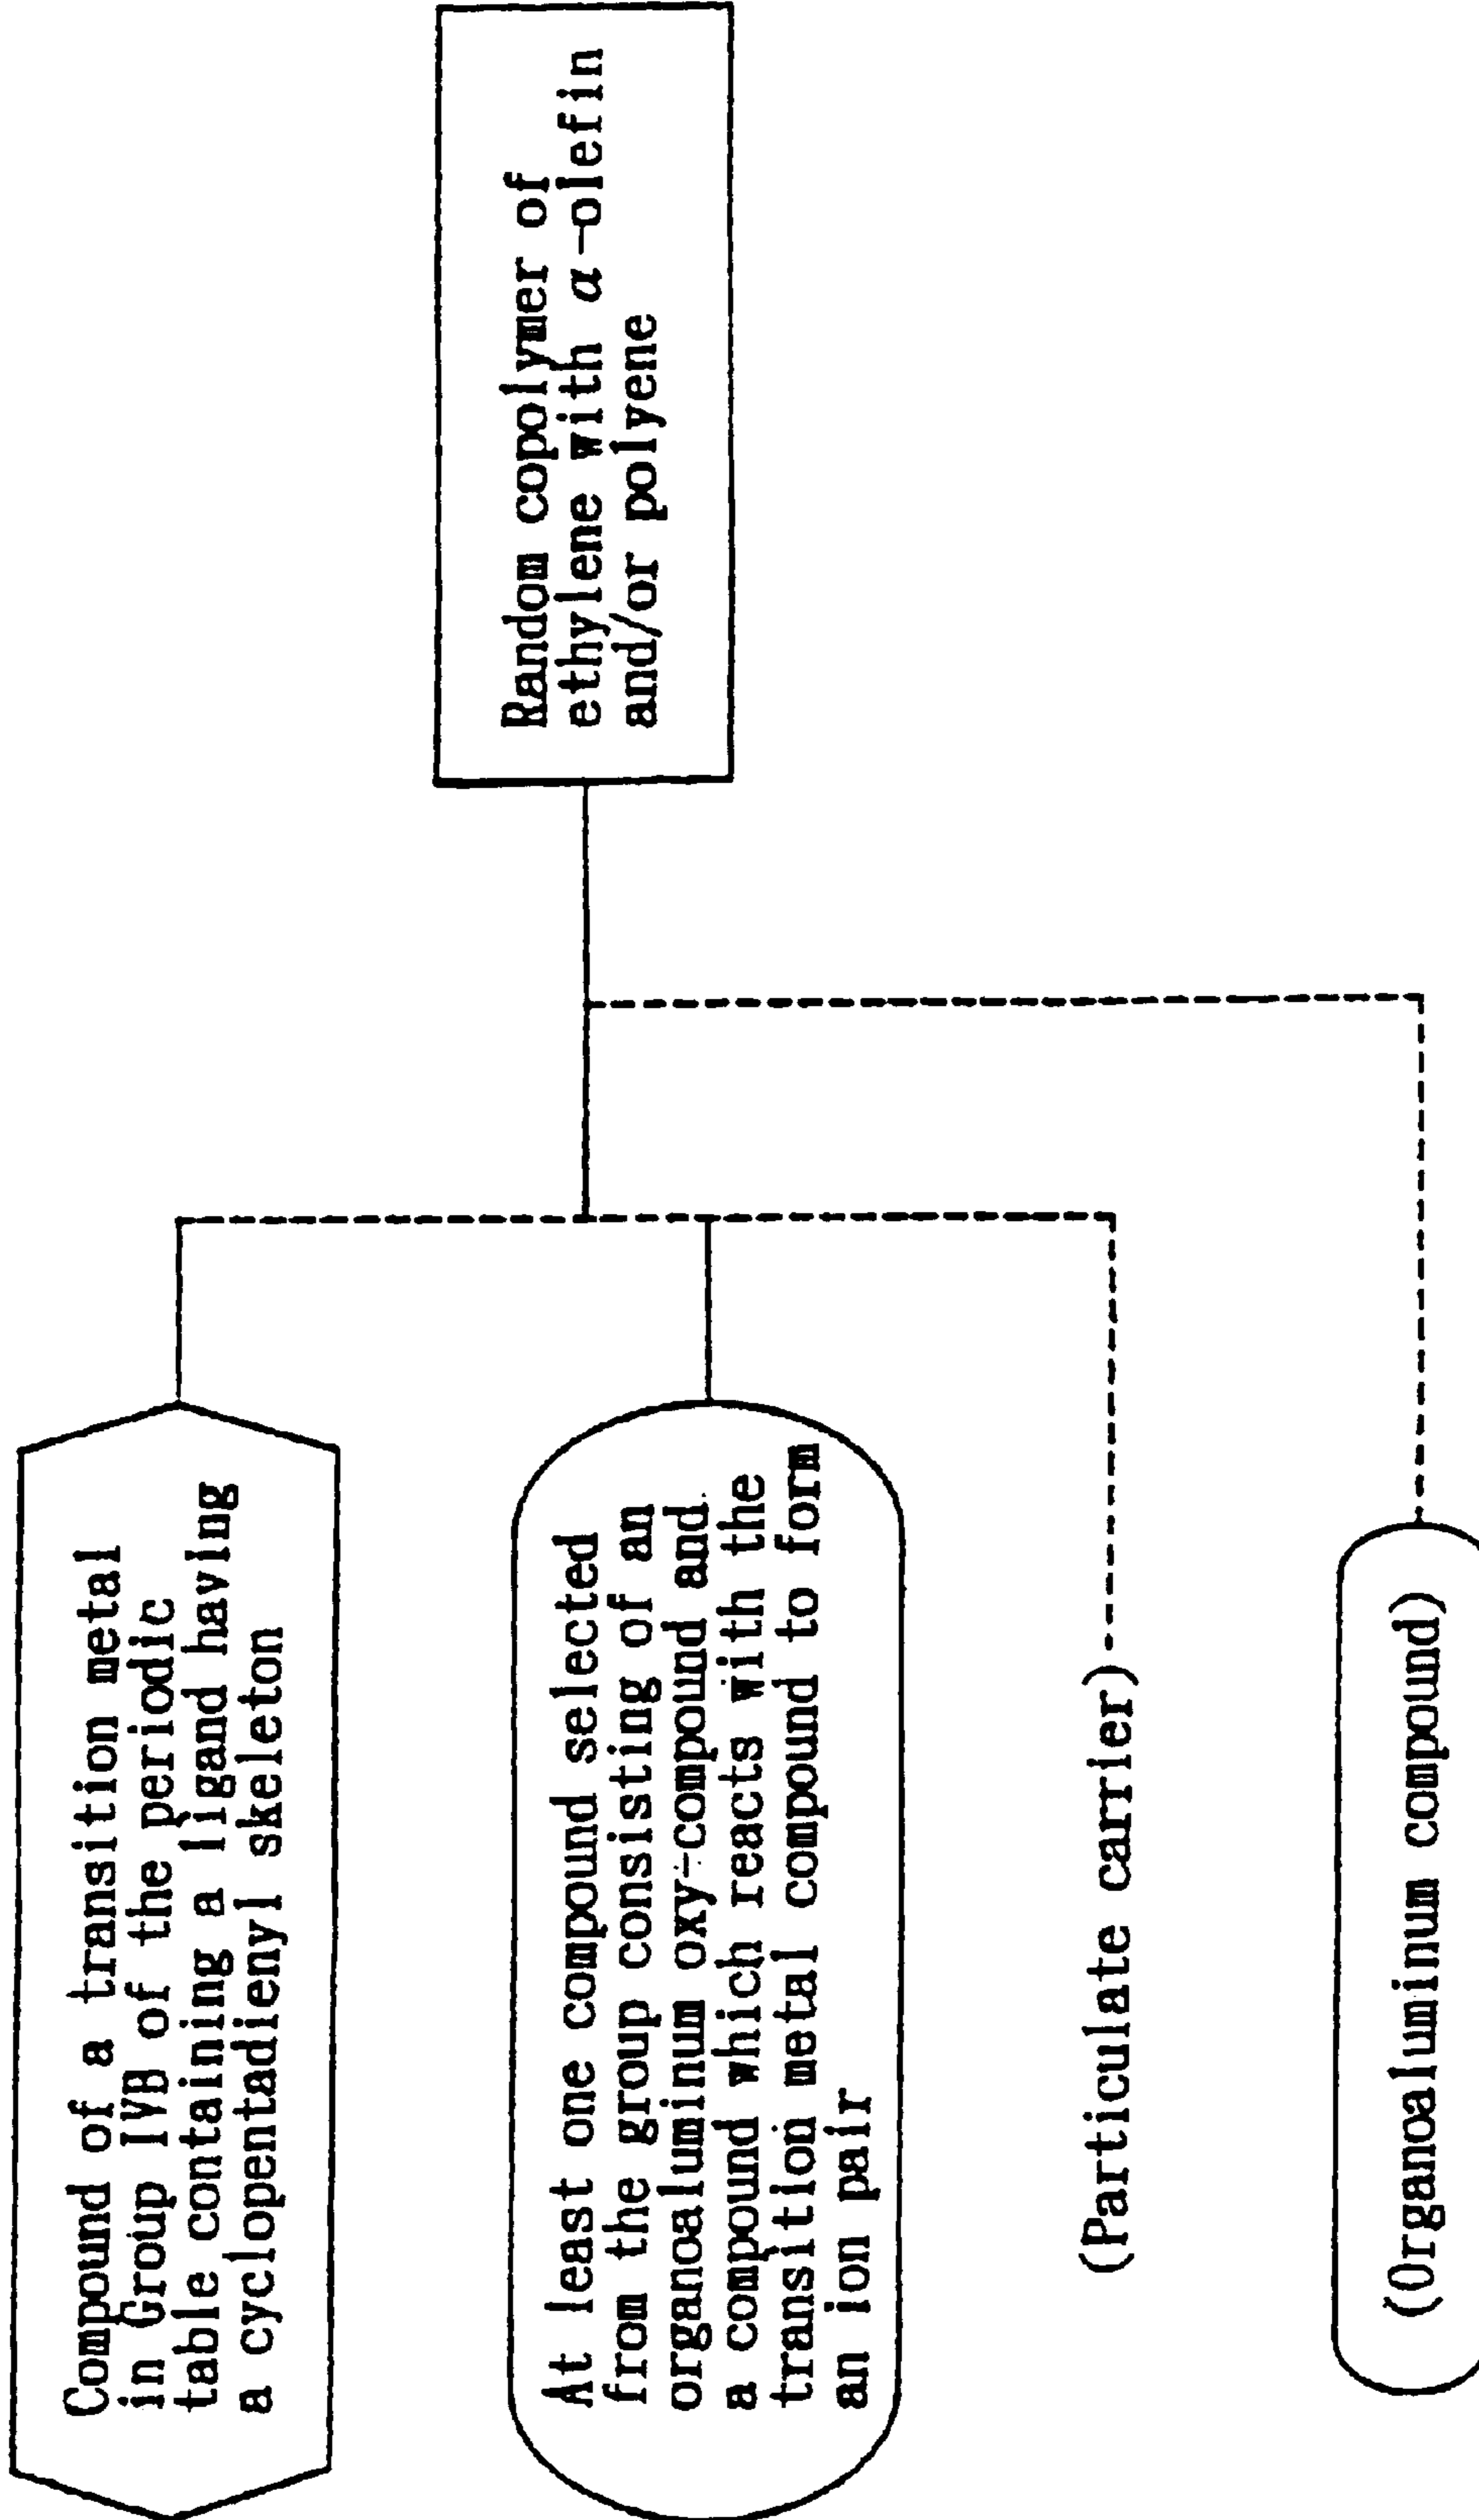 Compound of a transition metal
in Group IVB of the periodic
table containing a ligand having
a cyclopentadienyl skeleton
At least one compound selected
from the group consisting of an
organoaluminum oxy-compound and
a compound which reacts with the
transition metal compound to form
an ion pair
(Particulate carrier)
(Organoaluminum compound)
Random copolymer of
ethylene with α-olefin
and/or polyene